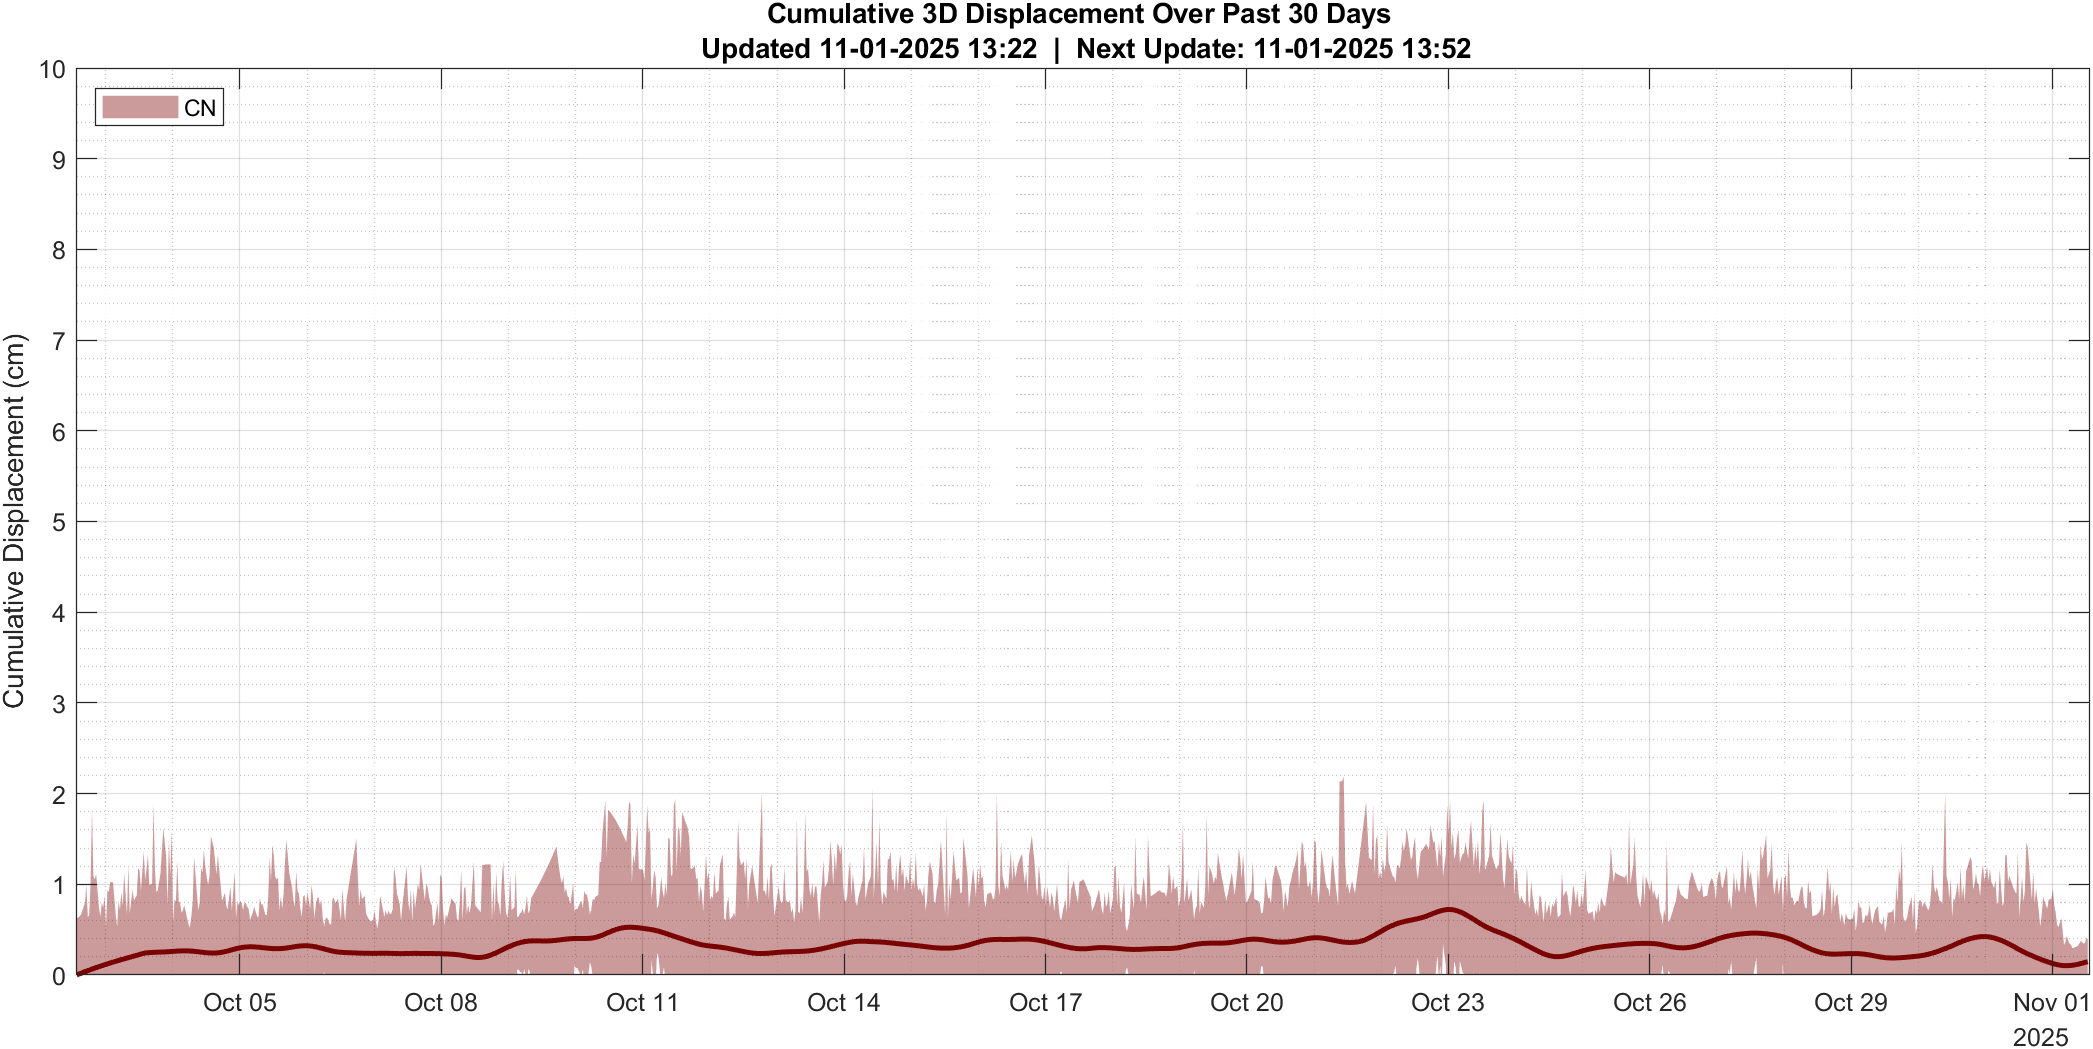 Cumulative 3D Displacement Over Past 30 Days
Updated 11-01-2025 13:22 | Next Update: 11-01-2025 13:52
CN
Cumulative Displacement (cm)
10
9
8
7
6
5
4
3
2
1
0
Oct 05 Oct 08 Oct 11 Oct 14 Oct 17 Oct 20 Oct 23 Oct 26 Oct 29 Nov 01
2025